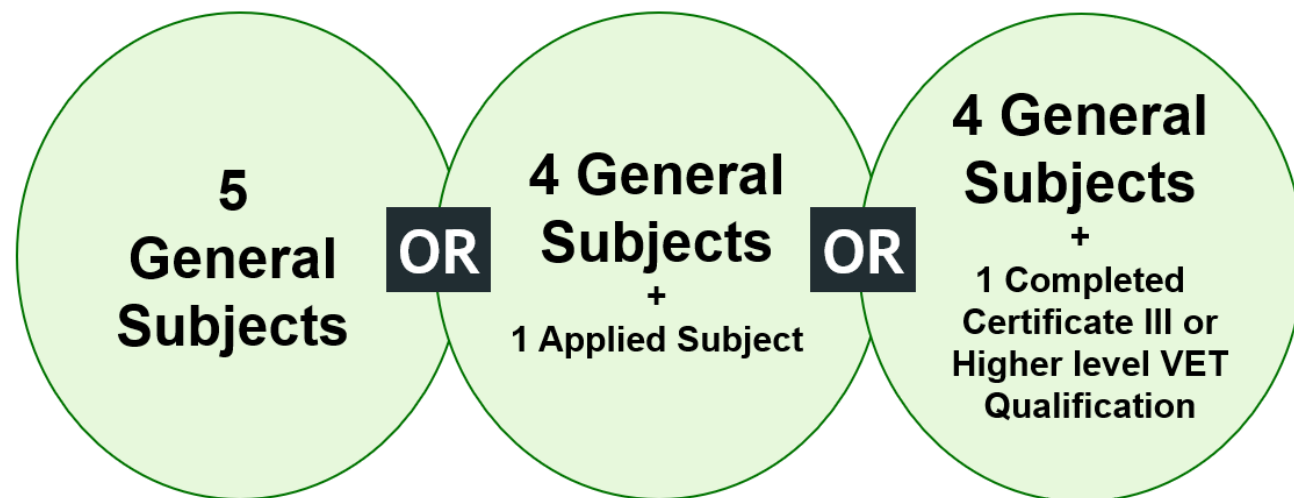 5
General
Subjects
OR
4 General
Subjects
+
1 Applied Subject
OR
4 General
Subjects
+
1 Completed
Certificate III or
Higher level VET
Qualification